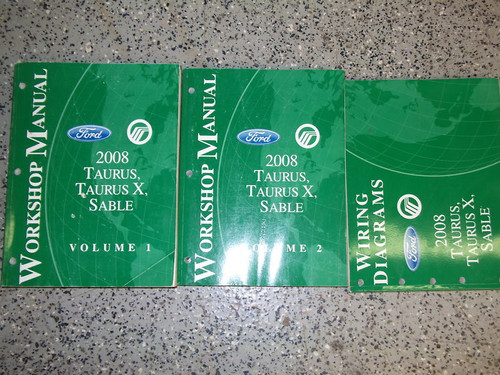 WORKSHOP MANUAL
Ford
2008
TAURUS,
TAURUS X,
SABLE
VOLUME 1
WORKSHOP MANUAL
Ford
2008
TAURUS,
TAURUS X,
SABLE
VOLUME 2
WIRING
DIAGRAMS
Ford
2008
TAURUS,
TAURUS X,
SABLE